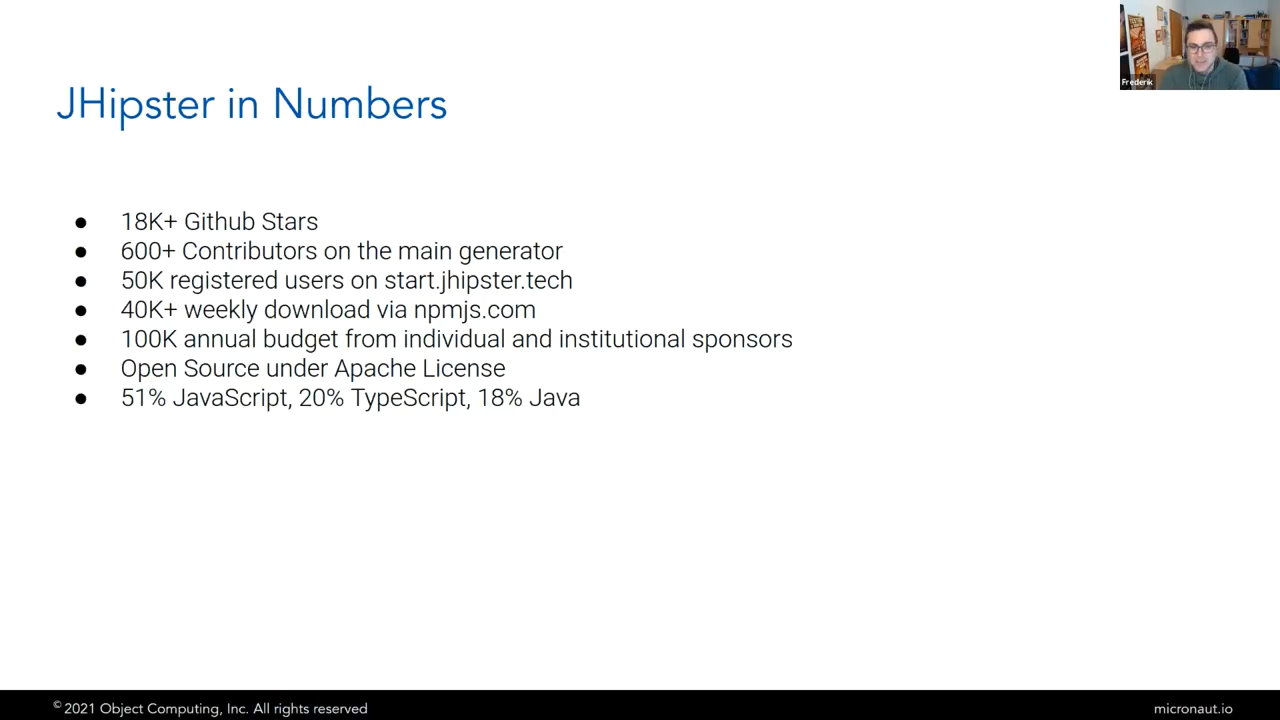 Frederik
JHipster in Numbers
● 18K+ Github Stars
● 600+ Contributors on the main generator
● 50K registered users on start.jhipster.tech
● 40K+ weekly download via npmjs.com
● 100K annual budget from individual and institutional sponsors
● Open Source under Apache License
● 51% JavaScript, 20% TypeScript, 18% Java
© 2021 Object Computing, Inc. All rights reserved
micronaut.io